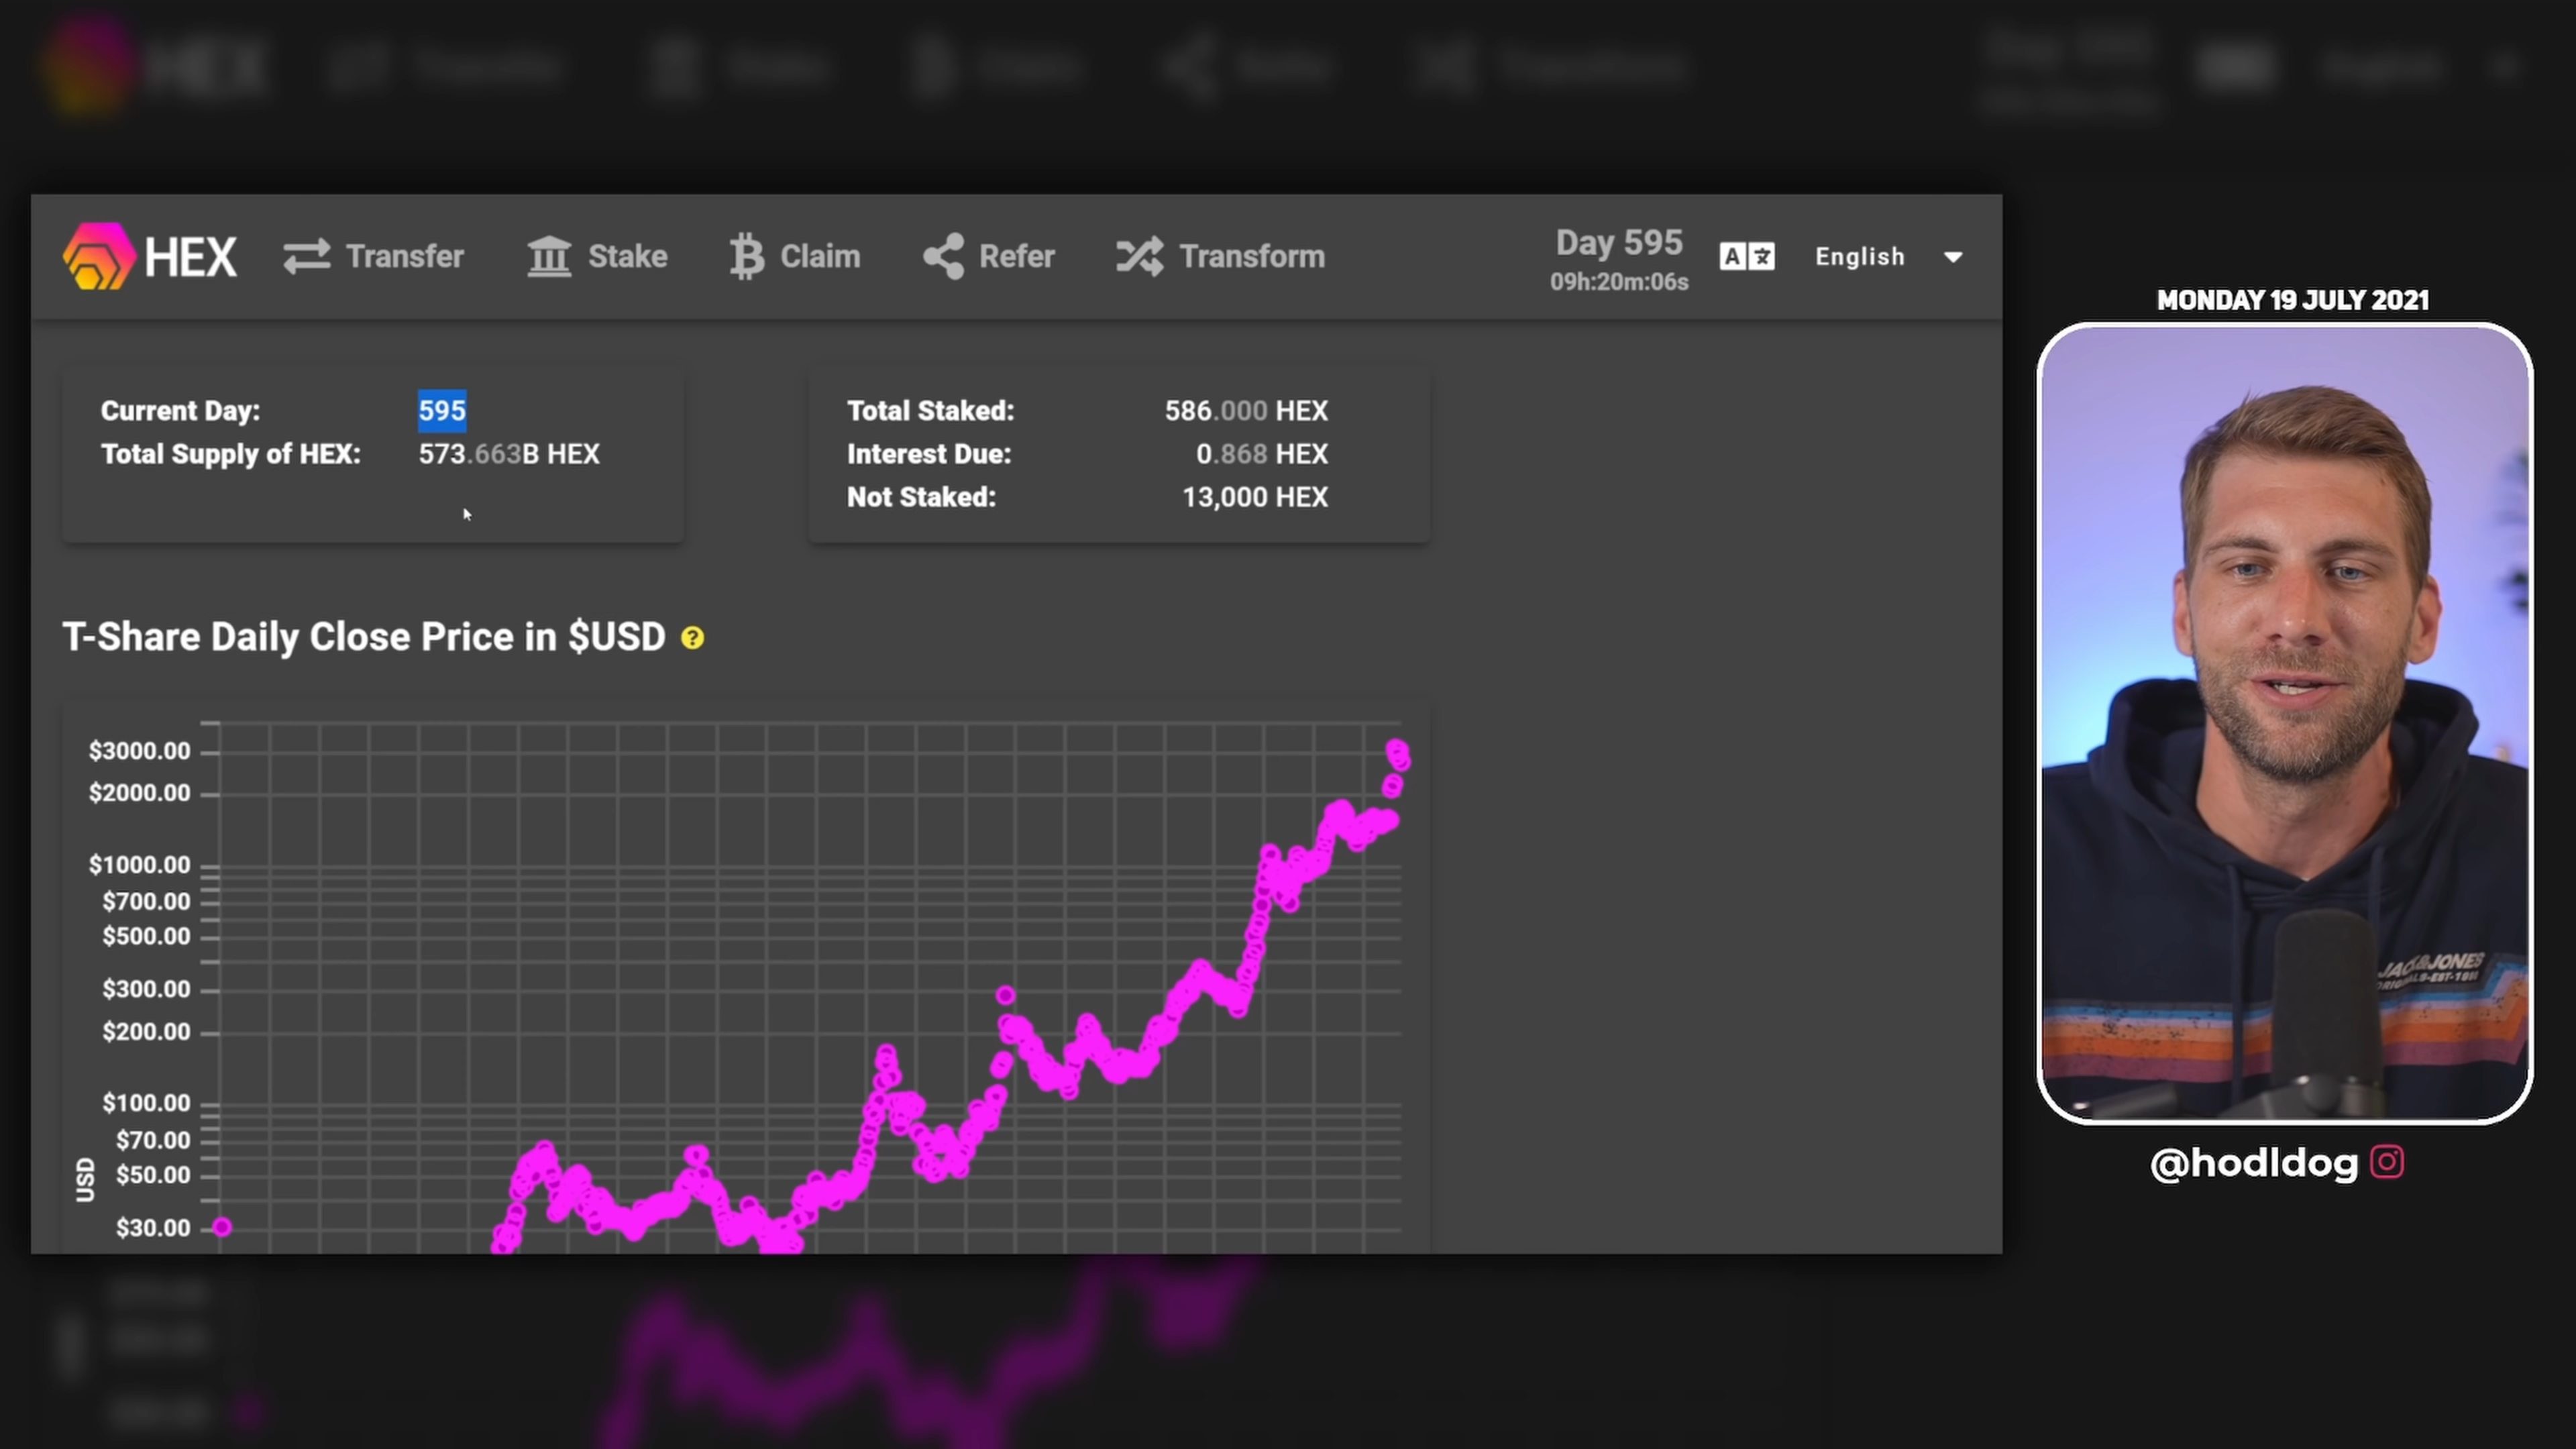 HEX Transfer Stake Claim Refer Transform Day 595 English
09h:20m:06s
MONDAY 19 JULY 2021
Current Day: 595
Total Supply of HEX: 573.663B HEX
Total Staked: 586.000 HEX
Interest Due: 0.868 HEX
Not Staked: 13,000 HEX
T-Share Daily Close Price in $USD ?
$3000.00
$2000.00
$1000.00
$700.00
$500.00
$300.00
$200.00
$100.00
$70.00
$50.00
$30.00
USD
JACK&JONES
@hodldog